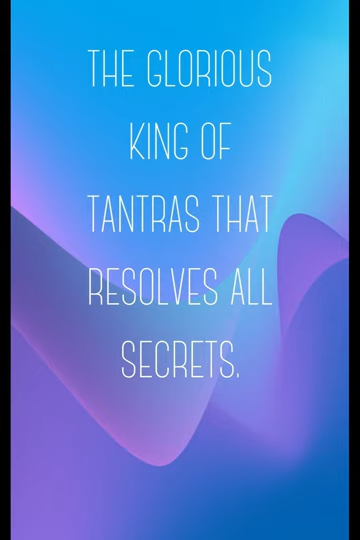 THE GLORIOUS
KING OF
TANTRAS THAT
RESOLVES ALL
SECRETS.